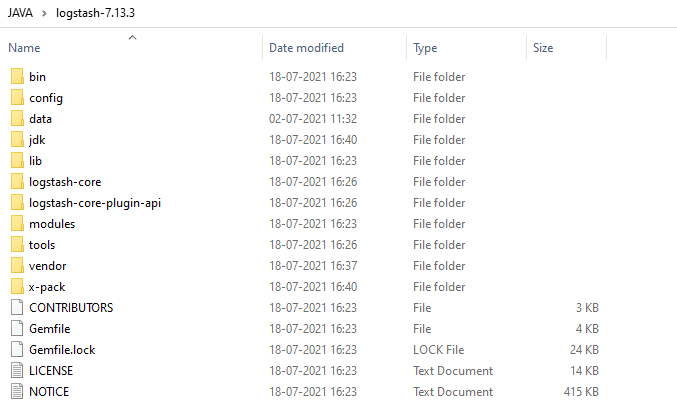 JAVA > logstash-7.13.3
Name Date modified Type Size
bin 18-07-2021 16:23 File folder
config 18-07-2021 16:23 File folder
data 02-07-2021 11:32 File folder
jdk 18-07-2021 16:40 File folder
lib 18-07-2021 16:23 File folder
logstash-core 18-07-2021 16:26 File folder
logstash-core-plugin-api 18-07-2021 16:26 File folder
modules 18-07-2021 16:23 File folder
tools 18-07-2021 16:26 File folder
vendor 18-07-2021 16:37 File folder
x-pack 18-07-2021 16:40 File folder
CONTRIBUTORS 18-07-2021 16:23 File 3 KB
Gemfile 18-07-2021 16:23 File 4 KB
Gemfile.lock 18-07-2021 16:23 LOCK File 24 KB
LICENSE 18-07-2021 16:23 Text Document 14 KB
NOTICE 18-07-2021 16:23 Text Document 415 KB